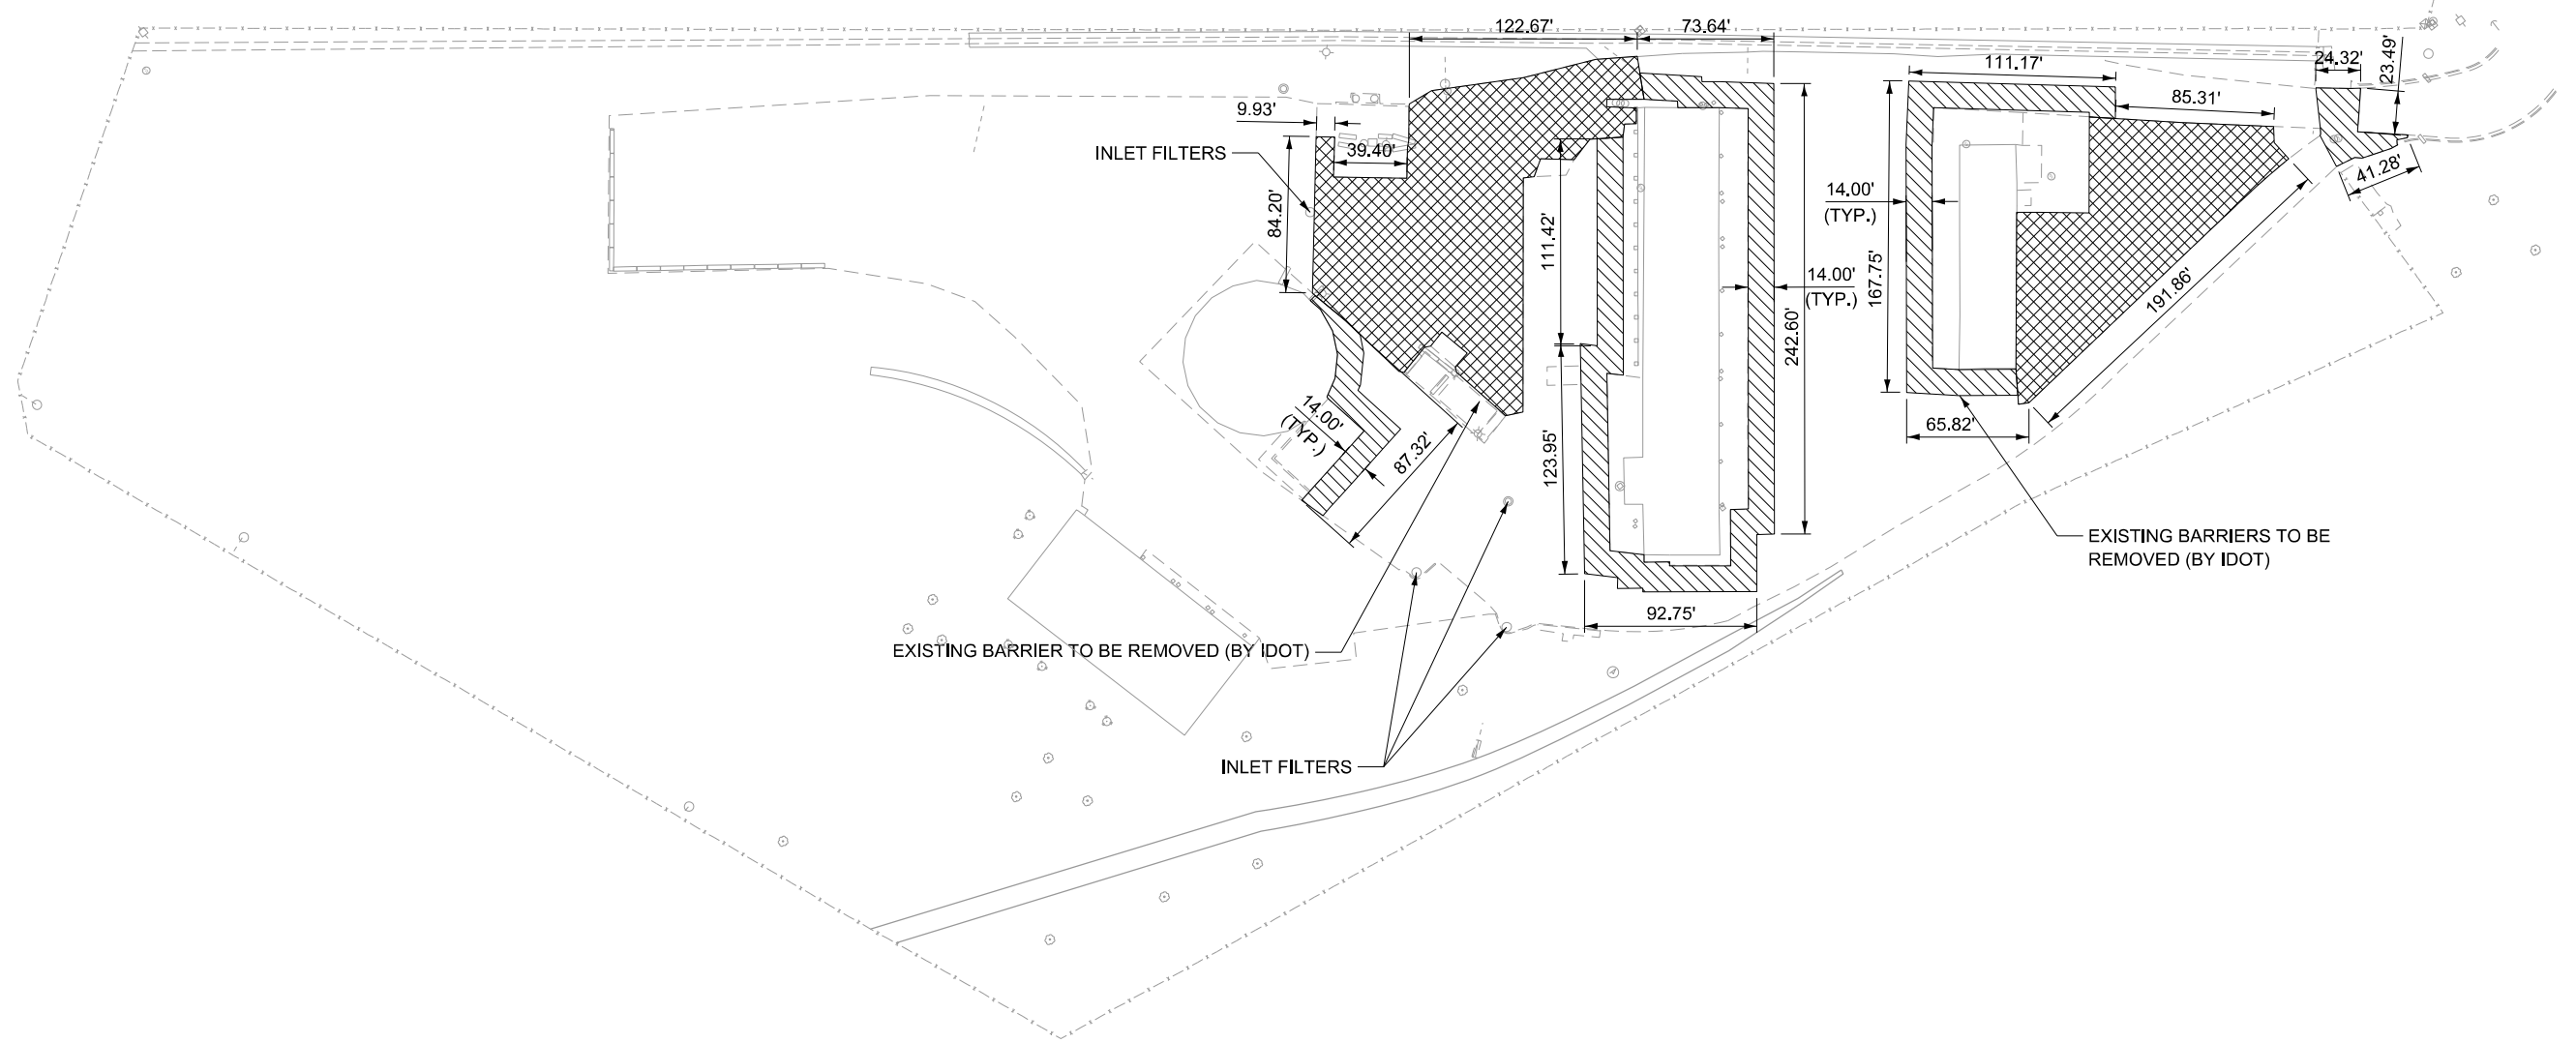 122.67'
73.64'
24.32'
23.49'
111.17'
85.31'
9.93'
INLET FILTERS
39.40'
41.28'
84.20'
14.00'
(TYP.)
111.42'
14.00'
(TYP.)
167.75'
191.86'
242.60'
14.00'
(TYP.)
87.32'
65.82'
123.95'
EXISTING BARRIERS TO BE
REMOVED (BY IDOT)
92.75'
EXISTING BARRIER TO BE REMOVED (BY IDOT)
INLET FILTERS